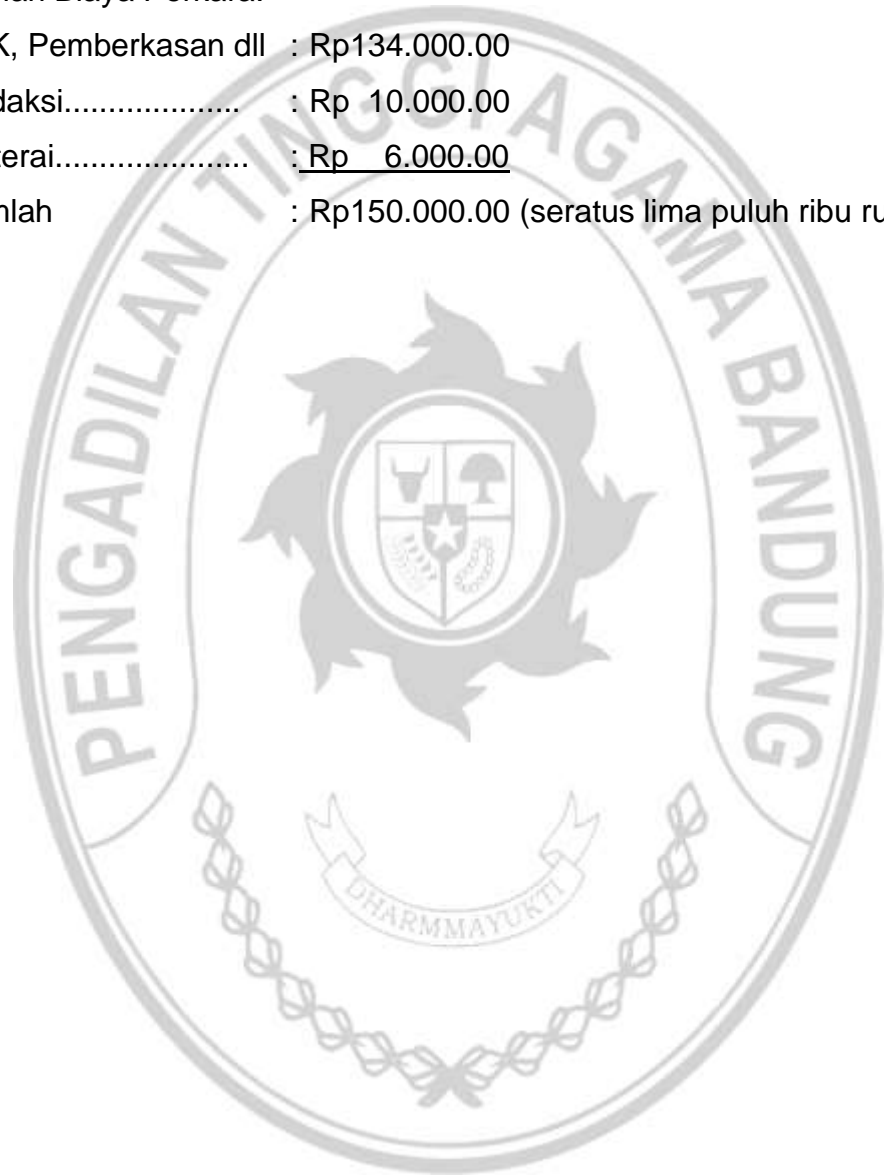 K, Pemberkasan dll : Rp134.000.00
daksi..................... : Rp 10.000.00
terai...................... : Rp 6.000.00
nlah : Rp150.000.00 (seratus lima puluh ribu ru
PENGADILAN TINGGI AGAMA BANDUNG
DHARMMAYUKTI